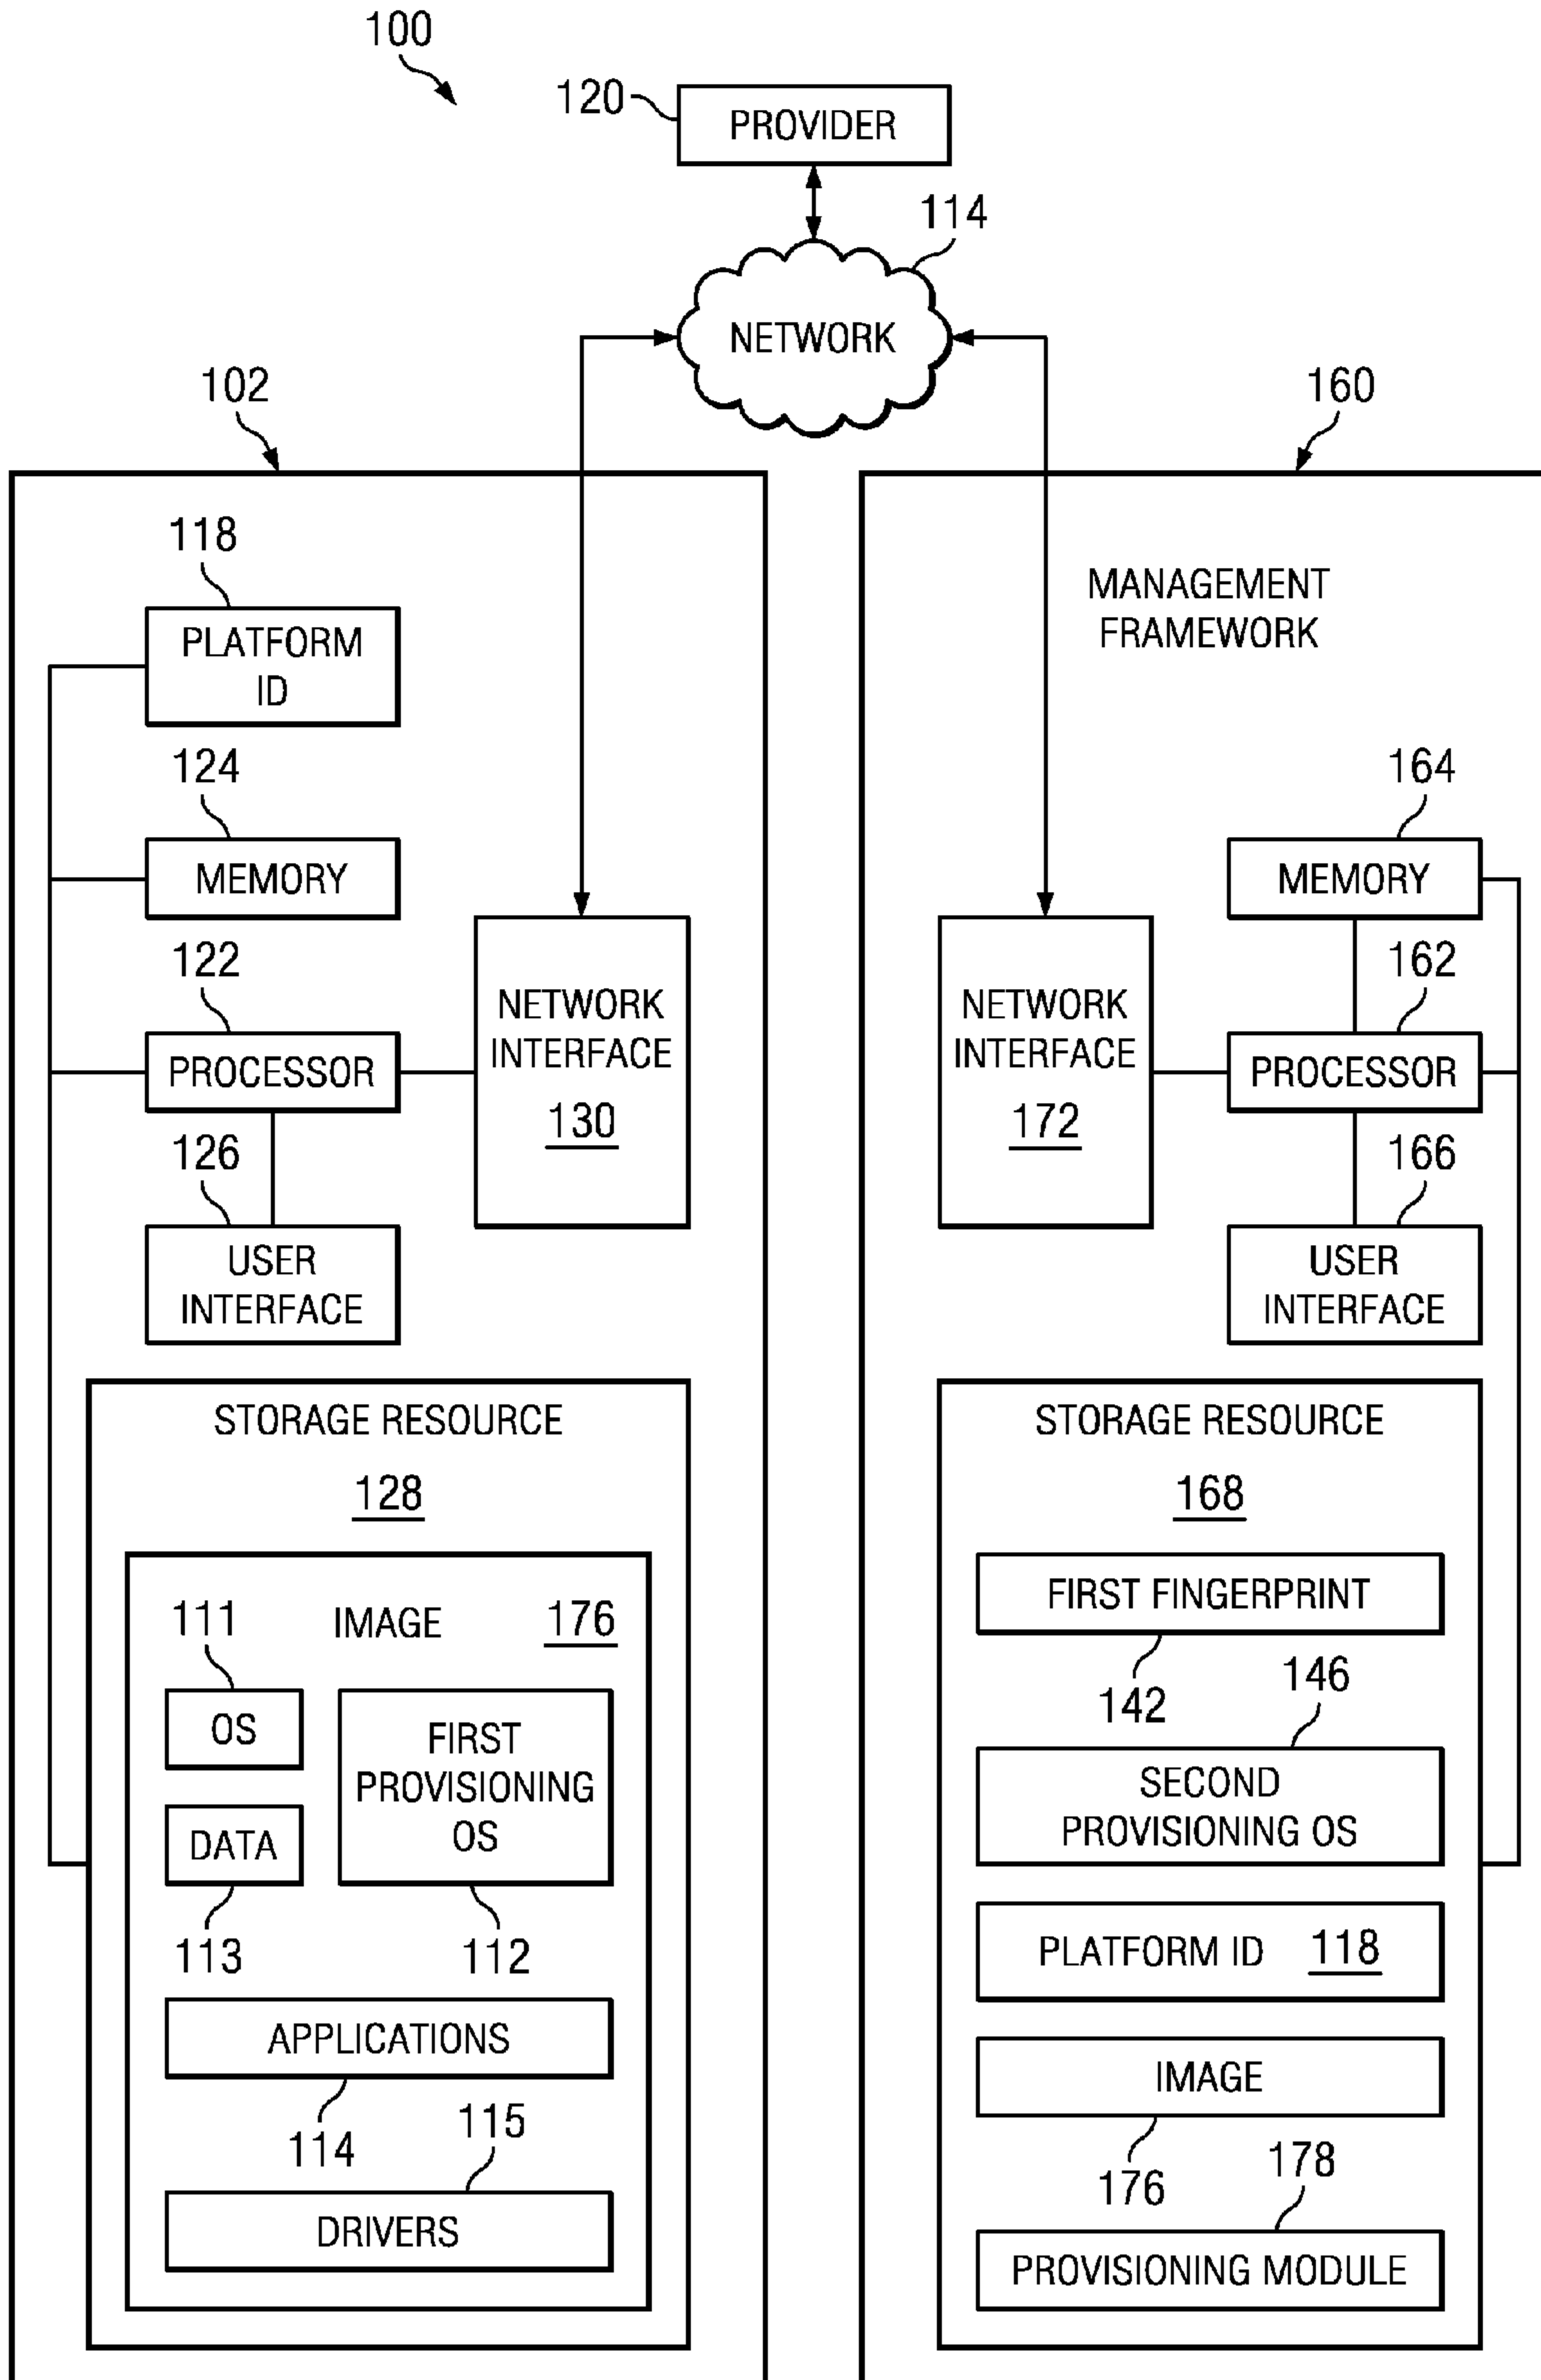 100
120
PROVIDER
114
NETWORK
102
160
118
PLATFORM
ID
124
MEMORY
122
PROCESSOR
126
USER
INTERFACE
NETWORK
INTERFACE
130
STORAGE RESOURCE
128
IMAGE 176
111
OS
FIRST
PROVISIONING
OS
DATA
113
112
APPLICATIONS
114
115
DRIVERS
MANAGEMENT
FRAMEWORK
164
MEMORY
162
NETWORK
INTERFACE
172
PROCESSOR
166
USER
INTERFACE
STORAGE RESOURCE
168
FIRST FINGERPRINT
142
146
SECOND
PROVISIONING OS
PLATFORM ID 118
IMAGE
176
178
PROVISIONING MODULE